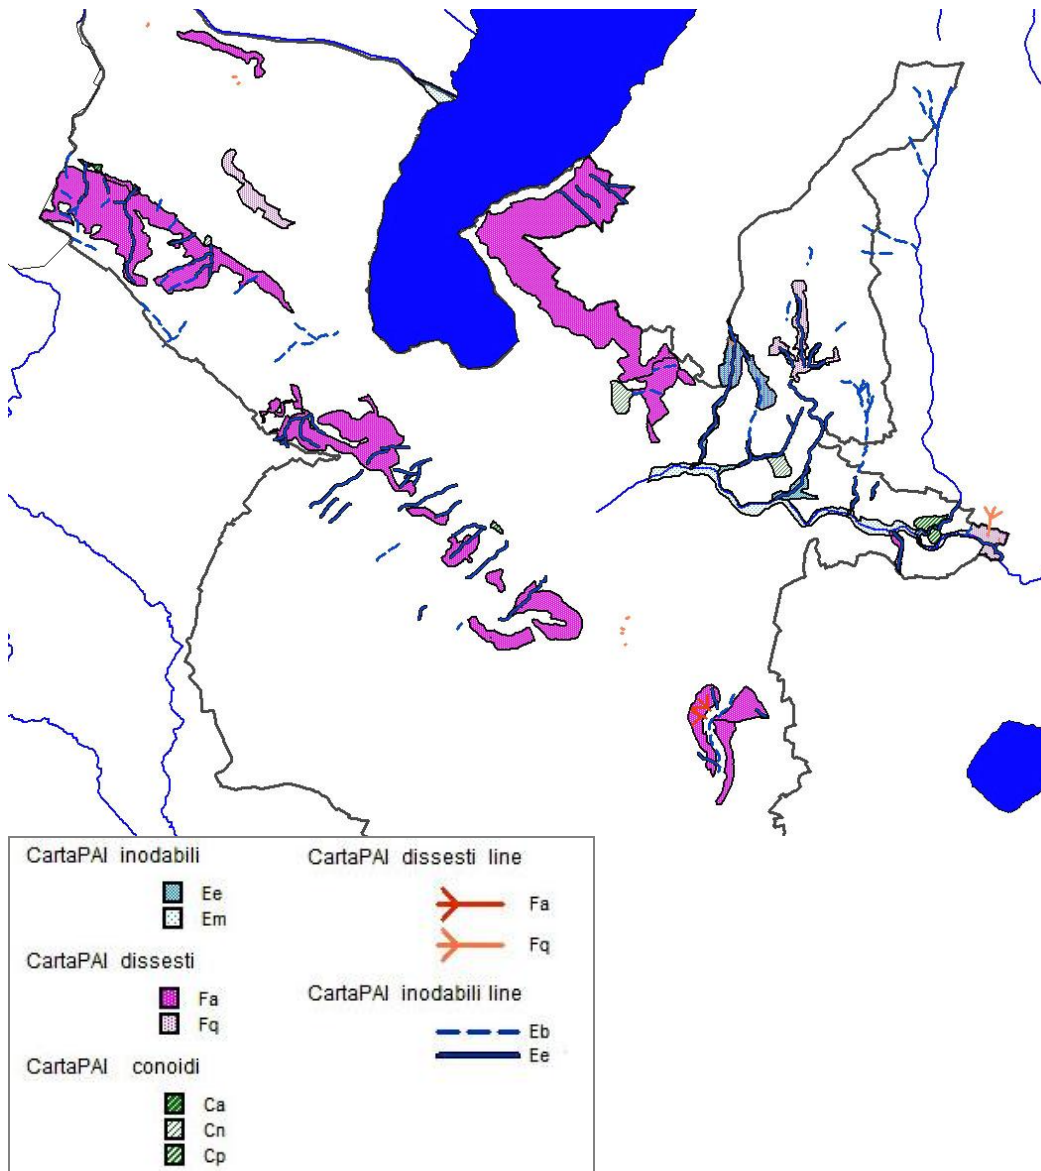 CartaPAI inodabili
Ee
Em
CartaPAI dissesti
Fa
Fq
CartaPAI conoidi
Ca
Cn
Cp
CartaPAI dissesti line
Fa
Fq
CartaPAI inodabili line
Eb
Ee